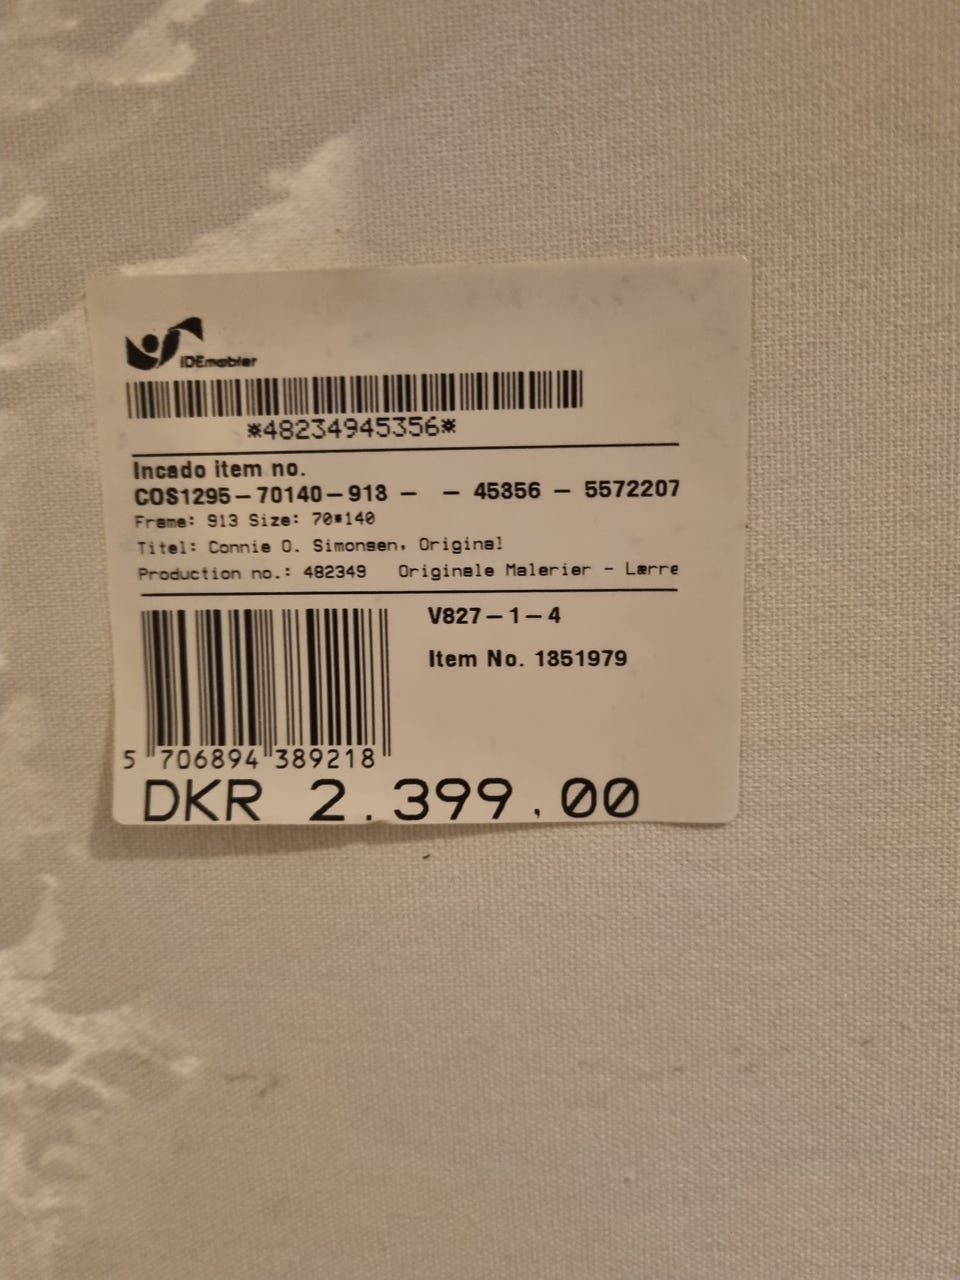 IDEmøbler
*48234945356*
Incado item no.
COS1295-70140-913 - - 45356 - 5572207
Frame: 913 Size: 70*140
Titel: Connie O. Simonsen, Original
Production no.: 482349 Originale Malerier - Lærre
V827-1-4
Item No. 1351979
5 706894 389218
DKR 2.399,00